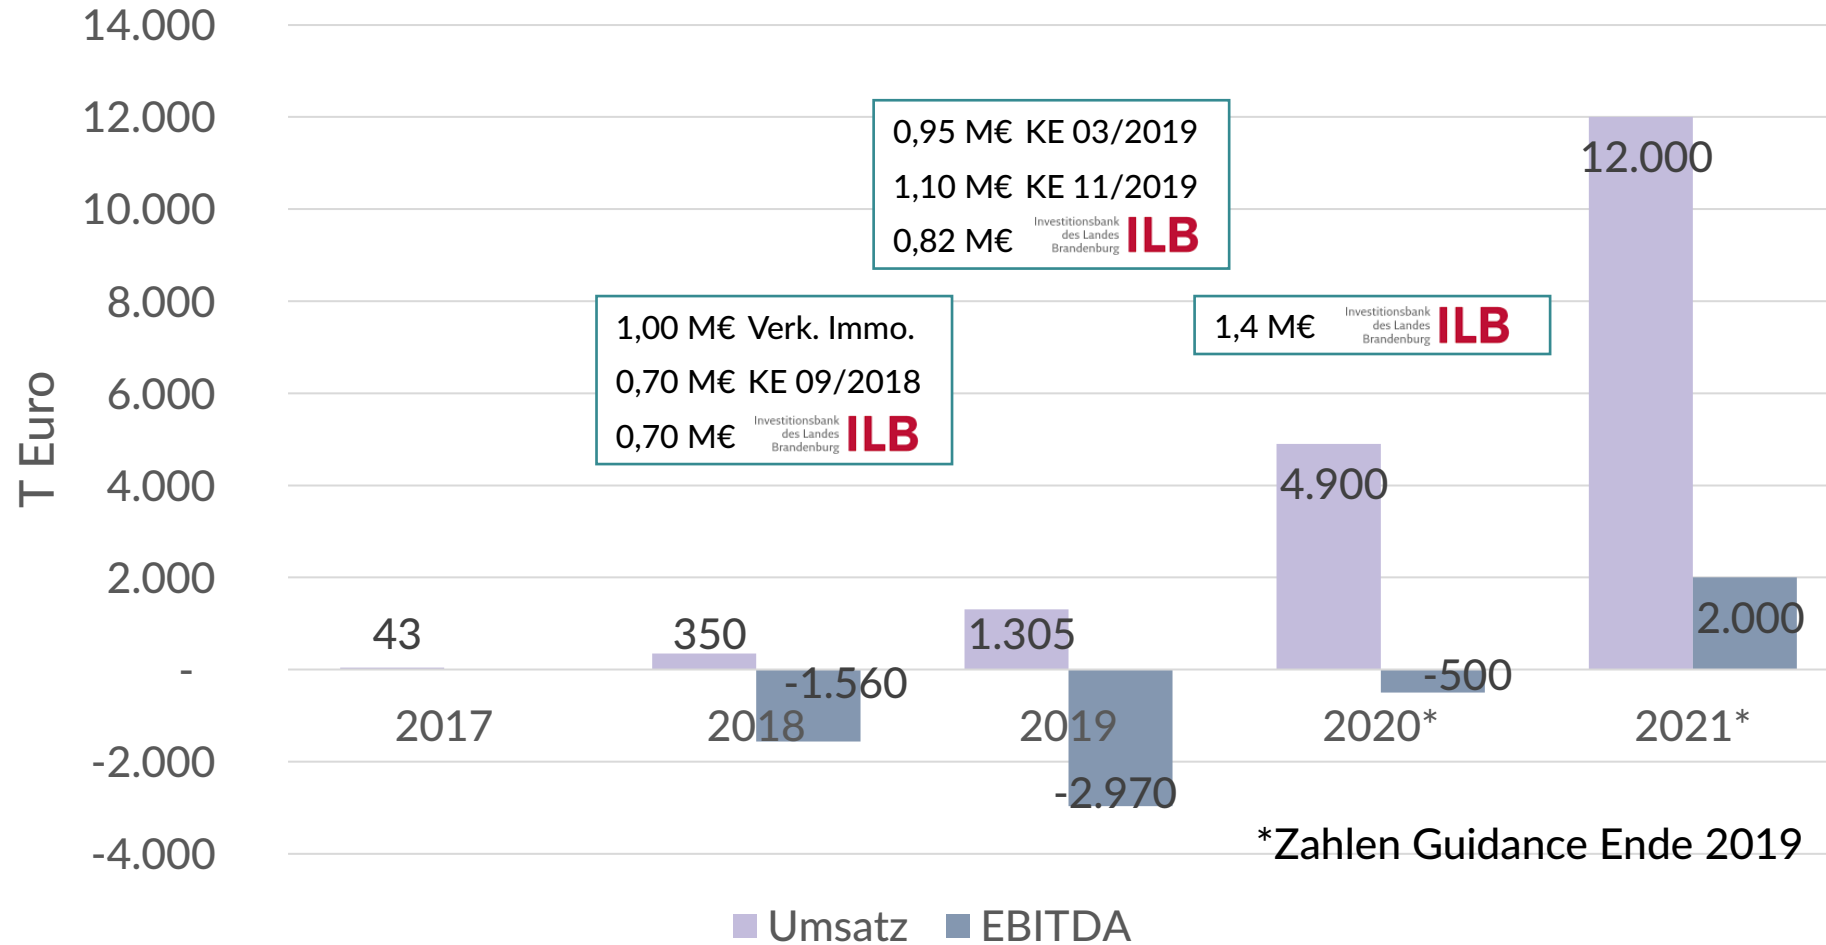 14.000
12.000
10.000
8.000
6.000
4.000
2.000
-
-2.000
-4.000
T Euro
0,95 M€ KE 03/2019
1,10 M€ KE 11/2019
0,82 M€ Investitionsbank des Landes Brandenburg ILB
1,00 M€ Verk. Immo.
0,70 M€ KE 09/2018
0,70 M€ Investitionsbank des Landes Brandenburg ILB
1,4 M€ Investitionsbank des Landes Brandenburg ILB
43
350
-1.560
1.305
-2.970
4.900
-500
12.000
2.000
2017
2018
2019
2020*
2021*
*Zahlen Guidance Ende 2019
Umsatz
EBITDA